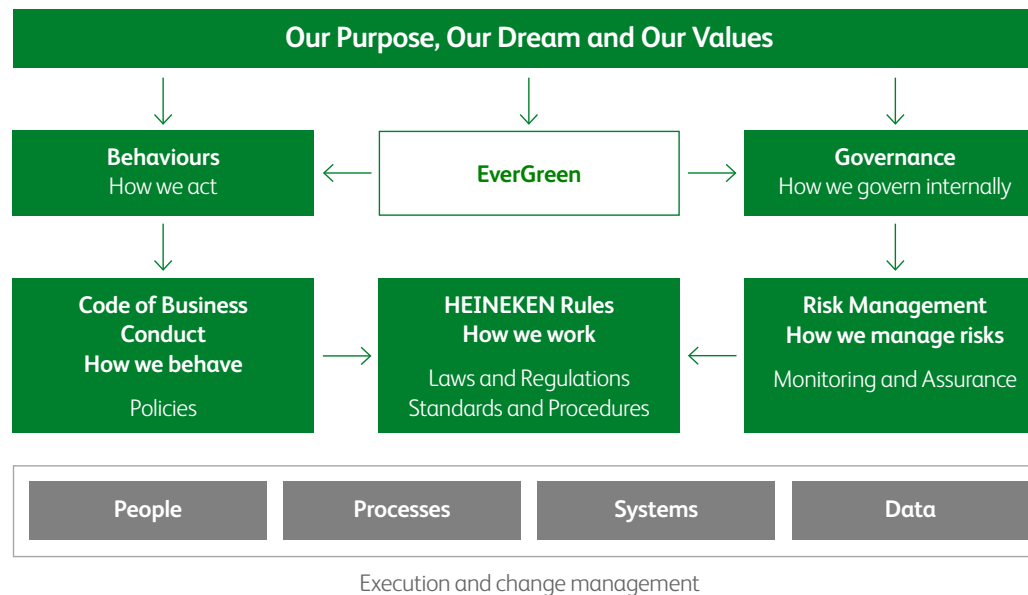 Our Purpose, Our Dream and Our Values
Behaviours
How we act
EverGreen
Governance
How we govern internally
Code of Business
Conduct
How we behave
Policies
HEINEKEN Rules
How we work
Laws and Regulations
Standards and Procedures
Risk Management
How we manage risks
Monitoring and Assurance
People
Processes
Systems
Data
Execution and change management